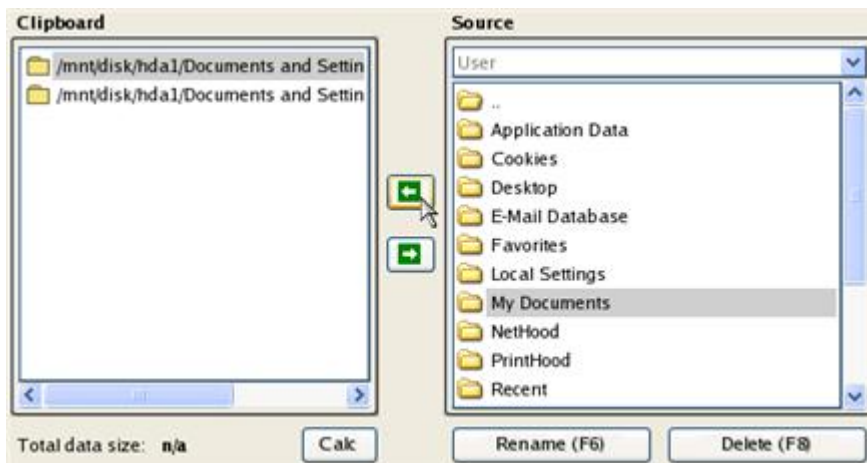 Clipboard
/mnt/disk/hda1/Documents and Settin
/mnt/disk/hda1/Documents and Settin
Total data size: n/a
Calc
Source
User
..
Application Data
Cookies
Desktop
E-Mail Database
Favorites
Local Settings
My Documents
NetHood
PrintHood
Recent
Rename (F6)
Delete (F8)